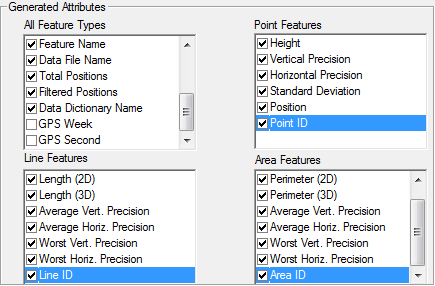 Generated Attributes
All Feature Types
Feature Name
Data File Name
Total Positions
Filtered Positions
Data Dictionary Name
GPS Week
GPS Second
Point Features
Height
Vertical Precision
Horizontal Precision
Standard Deviation
Position
Point ID
Line Features
Length (2D)
Length (3D)
Average Vert. Precision
Average Horiz. Precision
Worst Vert. Precision
Worst Horiz. Precision
Line ID
Area Features
Perimeter (2D)
Perimeter (3D)
Average Vert. Precision
Average Horiz. Precision
Worst Vert. Precision
Worst Horiz. Precision
Area ID